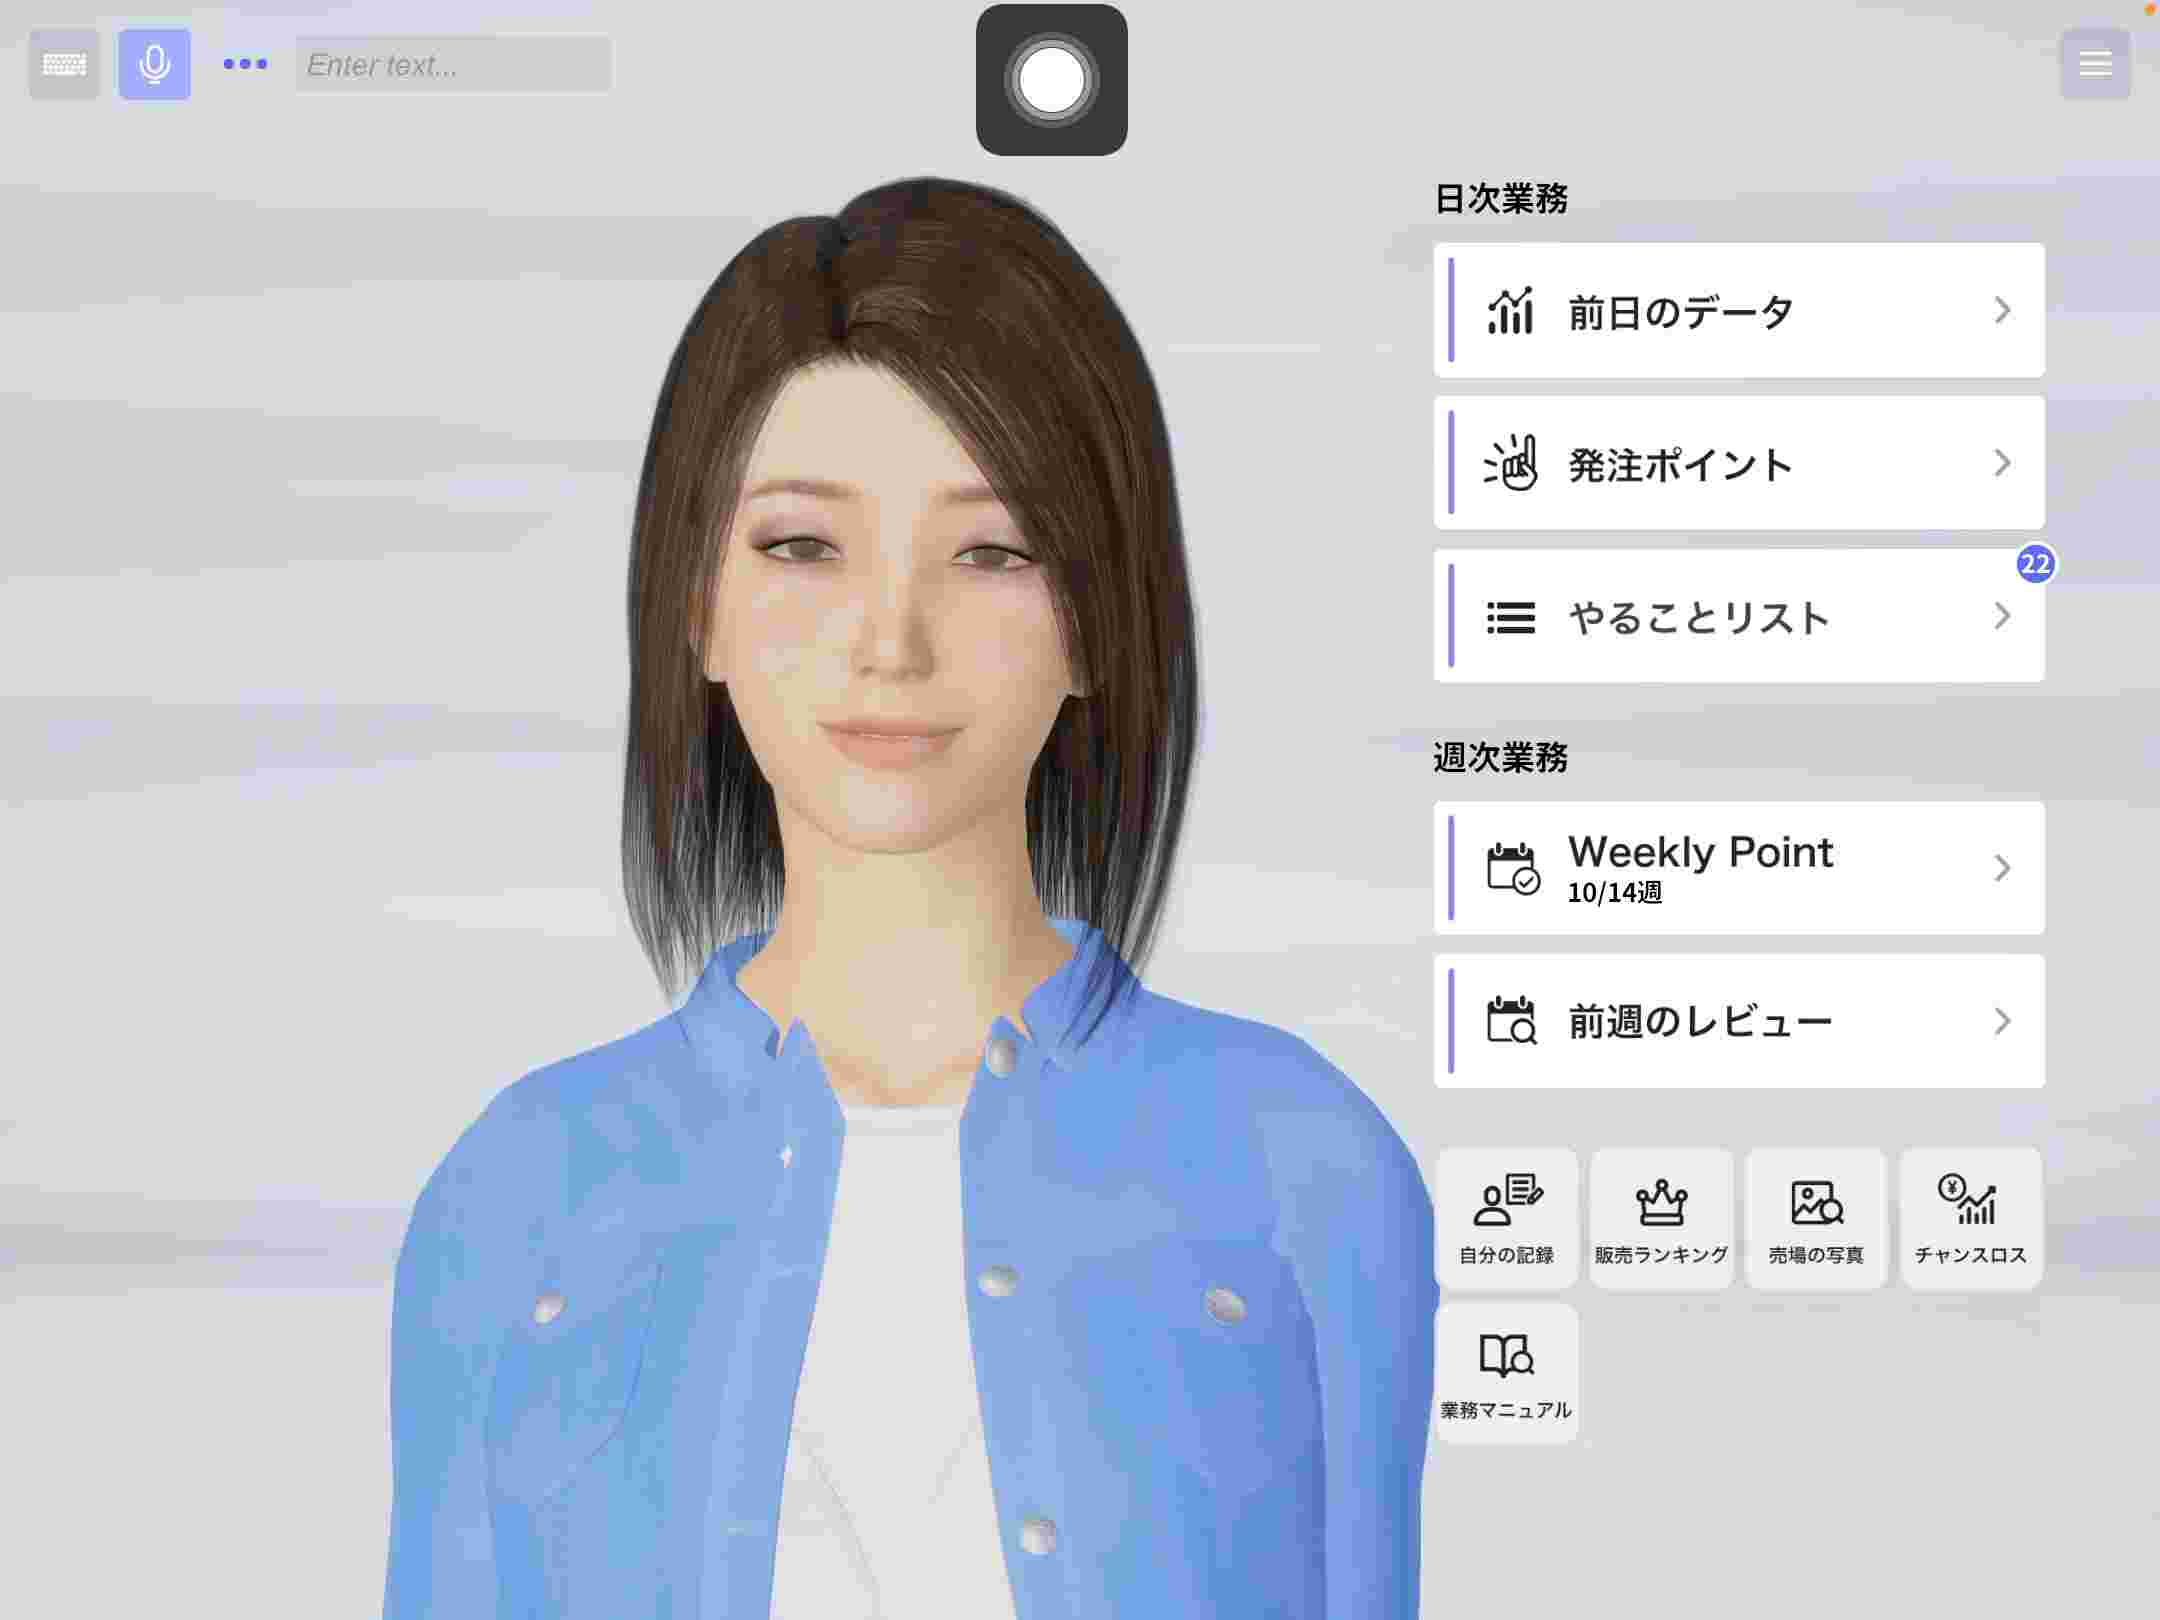 Enter text...
日次業務
前日のデータ
発注ポイント
22
やることリスト
週次業務
Weekly Point
10/14週
前週のレビュー
自分の記録
販売ランキング
売場の写真
チャンスロス
業務マニュアル